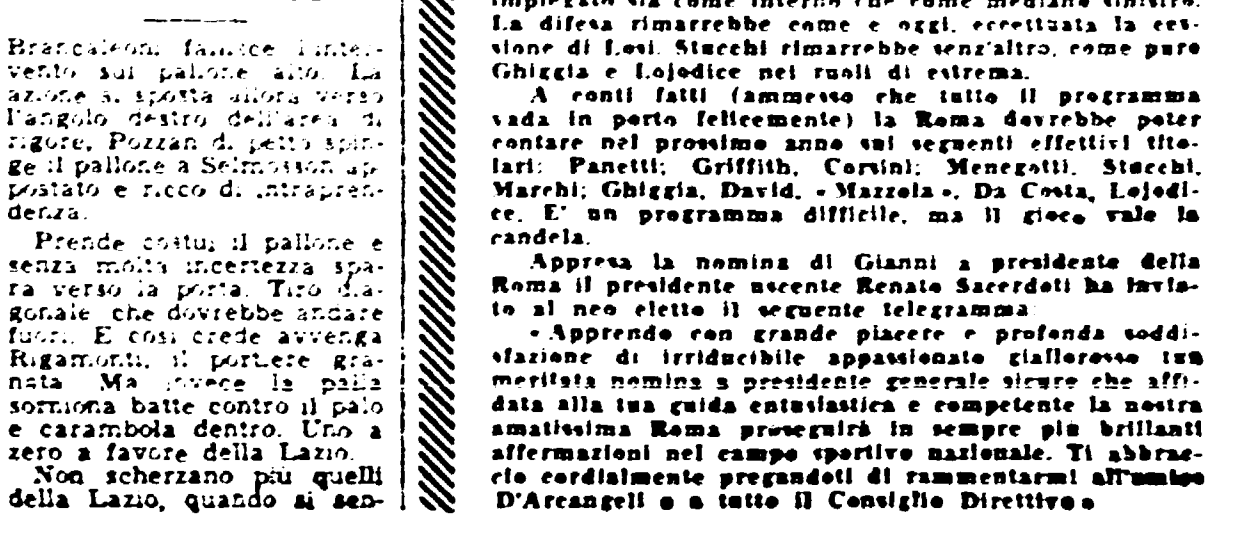 Brancaleoni fallisce l'inter-
vento sul pallone alto. La
azione si sposta allora verso
l'angolo destro dell'area di
rigore, Pozzan di petto spin-
ge il pallone a Selmosson ap-
postato e ricco di intrapren-
denza.
Prende costui il pallone e
senza molta incertezza spa-
ra verso la porta. Tiro dia-
gonale che dovrebbe andare
fuori. E così crede avvenga
Rigamonti, il portiere gra-
nata. Ma invece la palla
sorniona batte contro il palo
e carambola dentro. Uno a
zero a favore della Lazio.
Non scherzano più quelli
della Lazio, quando si sen-
impiegato sia come interno che come mediano sinistro.
La difesa rimarrebbe come è oggi, eccettuata la ces-
sione di Losi. Stucchi rimarrebbe senz'altro, come pure
Ghiggia e Lojodice nei ruoli di estrema.
A conti fatti (ammesso che tutto il programma
vada in porto felicemente) la Roma dovrebbe poter
contare nel prossimo anno sui seguenti effettivi tito-
lari: Panetti; Griffith, Corsini; Menegotti, Stucchi,
Marchi; Ghiggia, David, « Mazzola », Da Costa, Lojodi-
ce. E' un programma difficile, ma il gioco vale la
candela.
Appresa la nomina di Gianni a presidente della
Roma il presidente uscente Renato Sacerdoti ha invia-
to al neo eletto il seguente telegramma:
« Apprendo con grande piacere e profonda soddi-
sfazione di irriducibile appassionato giallorosso tua
meritata nomina a presidente generale sicuro che affi-
data alla tua guida entusiastica e competente la nostra
amatissima Roma proseguirà in sempre più brillanti
affermazioni nel campo sportivo nazionale. Ti abbrac-
cio cordialmente pregandoti di rammentarmi all'amico
D'Arcangeli e a tutto il Consiglio Direttivo »